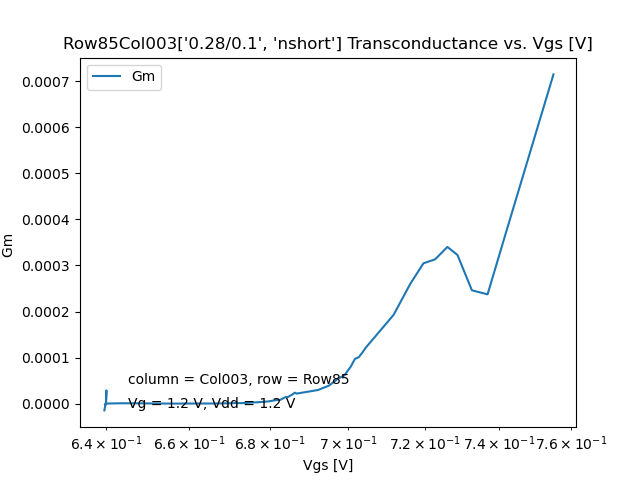 Row85Col003['0.28/0.1', 'nshort'] Transconductance vs. Vgs [V]
Gm
0.0007
0.0006
0.0005
0.0004
0.0003
0.0002
0.0001
0.0000
Gm
column = Col003, row = Row85
Vg = 1.2 V, Vdd = 1.2 V
6.4 × 10⁻¹ 6.6 × 10⁻¹ 6.8 × 10⁻¹ 7 × 10⁻¹ 7.2 × 10⁻¹ 7.4 × 10⁻¹ 7.6 × 10⁻¹
Vgs [V]